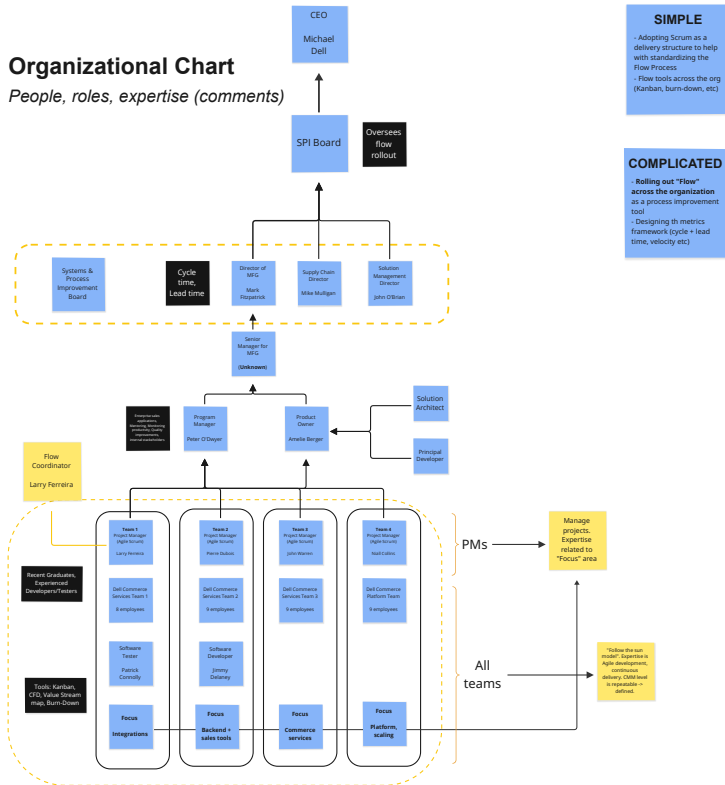 CEO
Michael
Dell
Organizational Chart
People, roles, expertise (comments)
SIMPLE
- Adopting Scrum as a
delivery structure to help
with standardizing the
Flow Process
- Flow tools across the org
(Kanban, burn-down, etc)
SPI Board
Oversees
flow
rollout
COMPLICATED
- Rolling out "Flow"
across the organization
as a process improvement
tool
- Designing th metrics
framework (cycle + lead
time, velocity etc)
Systems &
Process
Improvement
Board
Cycle
time,
Lead time
Director of
MFG
Mark
Fitzpatrick
Supply Chain
Director
Mike Mulligan
Solution
Management
Director
John O'Brian
Senior
Manager for
MFG
(Unknown)
Enterprise sales
applications.
Mentoring, Monitoring
productivity, Quality
improvements,
internal stakeholders
Program
Manager
Peter O'Dwyer
Product
Owner
Amelie Berger
Solution
Architect
Principal
Developer
Flow
Coordinator
Larry Ferreira
Team 1
Project Manager
(Agile Scrum)
Larry Ferreira
Team 2
Project Manager
(Agile Scrum)
Pierre Dubois
Team 3
Project Manager
(Agile Scrum)
John Warren
Team 4
Project Manager
(Agile Scrum)
Niall Collins
PMs
Manage
projects.
Expertise
related to
"Focus" area
Recent Graduates,
Experienced
Developers/Testers
Dell Commerce
Services Team 1
8 employees
Dell Commerce
Services Team 2
9 employees
Dell Commerce
Services Team 3
9 employees
Dell Commerce
Platform Team
9 employees
Software
Tester
Patrick
Connolly
Software
Developer
Jimmy
Delaney
All
teams
"Follow the sun
model". Expertise is
Agile development,
continuous
delivery. CMM level
is repeatable ->
defined.
Tools: Kanban,
CFD, Value Stream
map, Burn-Down
Focus
Integrations
Focus
Backend +
sales tools
Focus
Commerce
services
Focus
Platform,
scaling